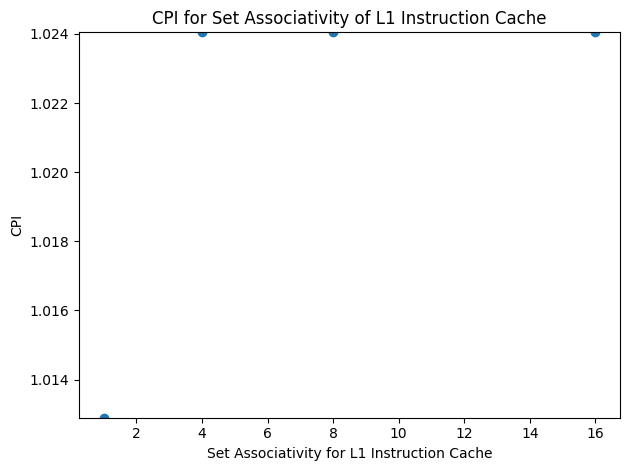 CPI for Set Associativity of L1 Instruction Cache
1.024
1.022
1.020
1.018
1.016
1.014
CPI
2 4 6 8 10 12 14 16
Set Associativity for L1 Instruction Cache